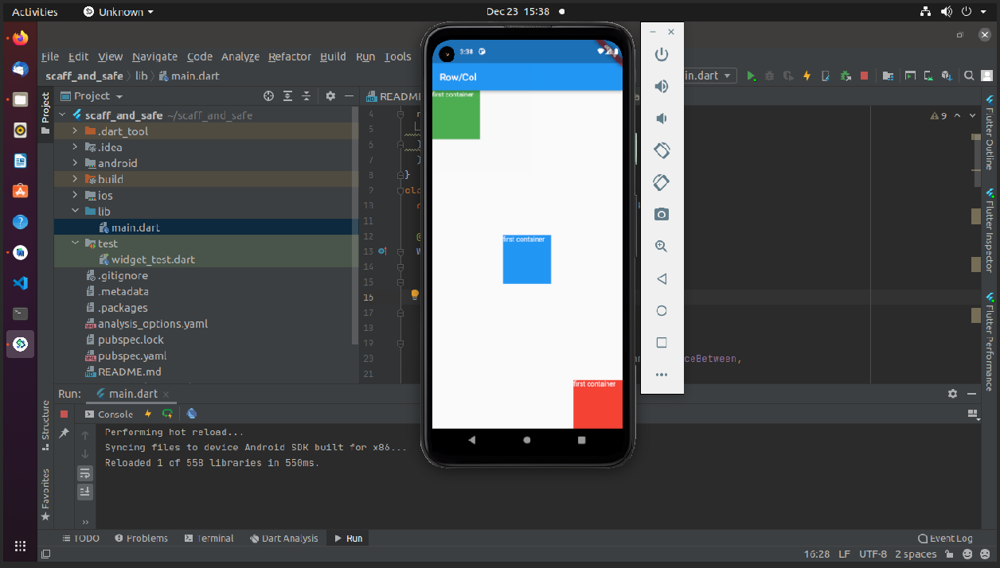 Activities
Unknown
Dec 23 15:38
File Edit View Navigate Code Analyze Refactor Build Run Tools
scaff_and_safe lib main.dart
in.dart
Project
README
scaff_and_safe ~/scaff_and_safe
.dart_tool
.idea
android
build
ios
lib
main.dart
test
widget_test.dart
.gitignore
.metadata
.packages
analysis_options.yaml
pubspec.lock
pubspec.yaml
README.md
Project
Structure
Favorites
4
5
6
7
8 }
9 cla
10
11
12 @
13 W
14
15
16
17
18
19
20
21
ceBetween,
9
3:38
Row/Col
first container
first container
first container
Flutter Outline
Flutter Inspector
Flutter Performance
Run: main.dart
Console
Performing hot reload...
Syncing files to device Android SDK built for x86...
Reloaded 1 of 558 libraries in 550ms.
TODO Problems Terminal Dart Analysis Run
Event Log
16:28 LF UTF-8 2 spaces